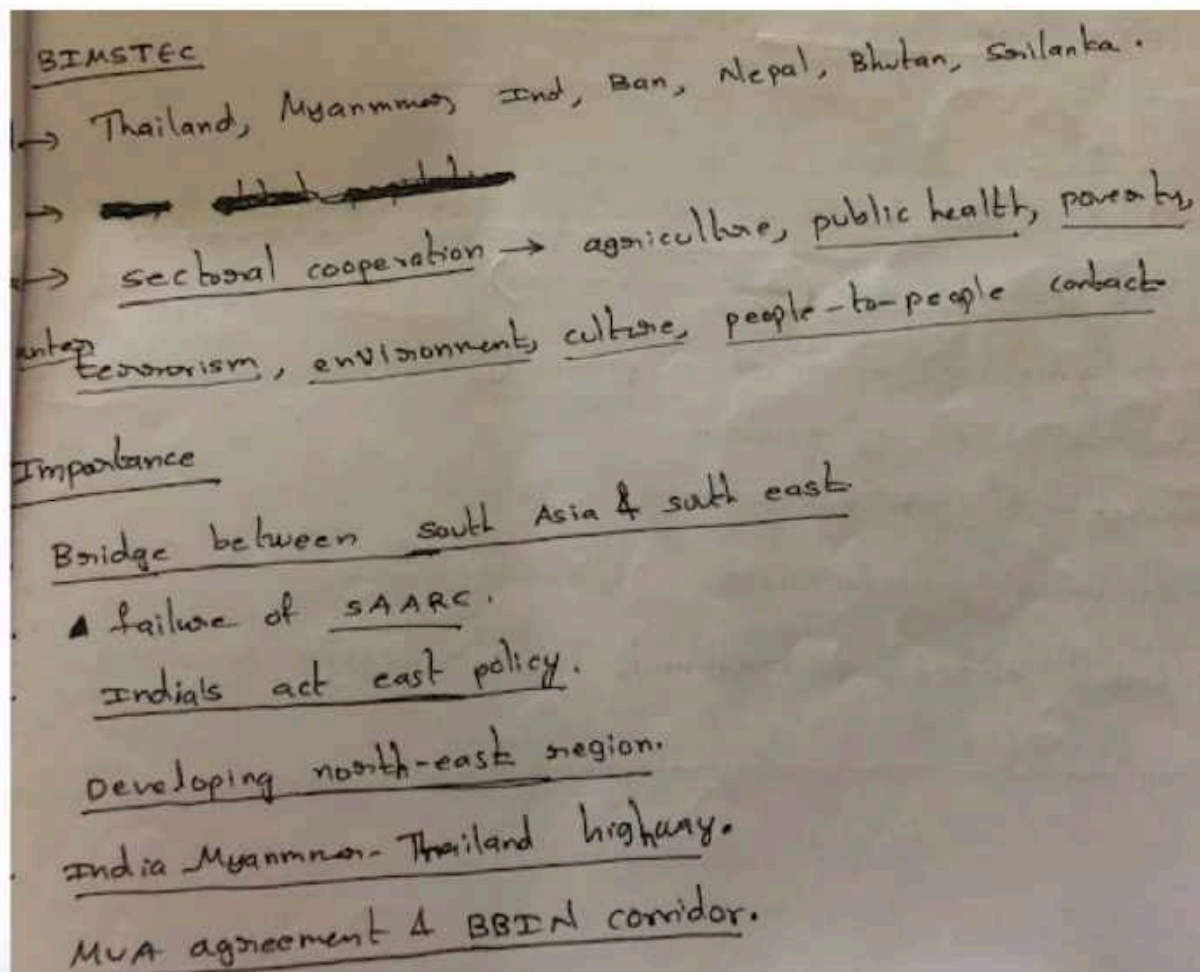 BIMSTEC
→ Thailand, Myanmmar, Ind, Ban, Nepal, Bhutan, Srilanka.
→
→ sectoral cooperation → agriculture, public health, poverty,
unter terrorism, environment, culture, people-to-people contact
Importance
Bridge between south Asia & south east
failure of SAARC.
India's act east policy.
Developing north-east region.
India Myanmmar-Thailand highway.
MVA agreement & BBIN corridor.